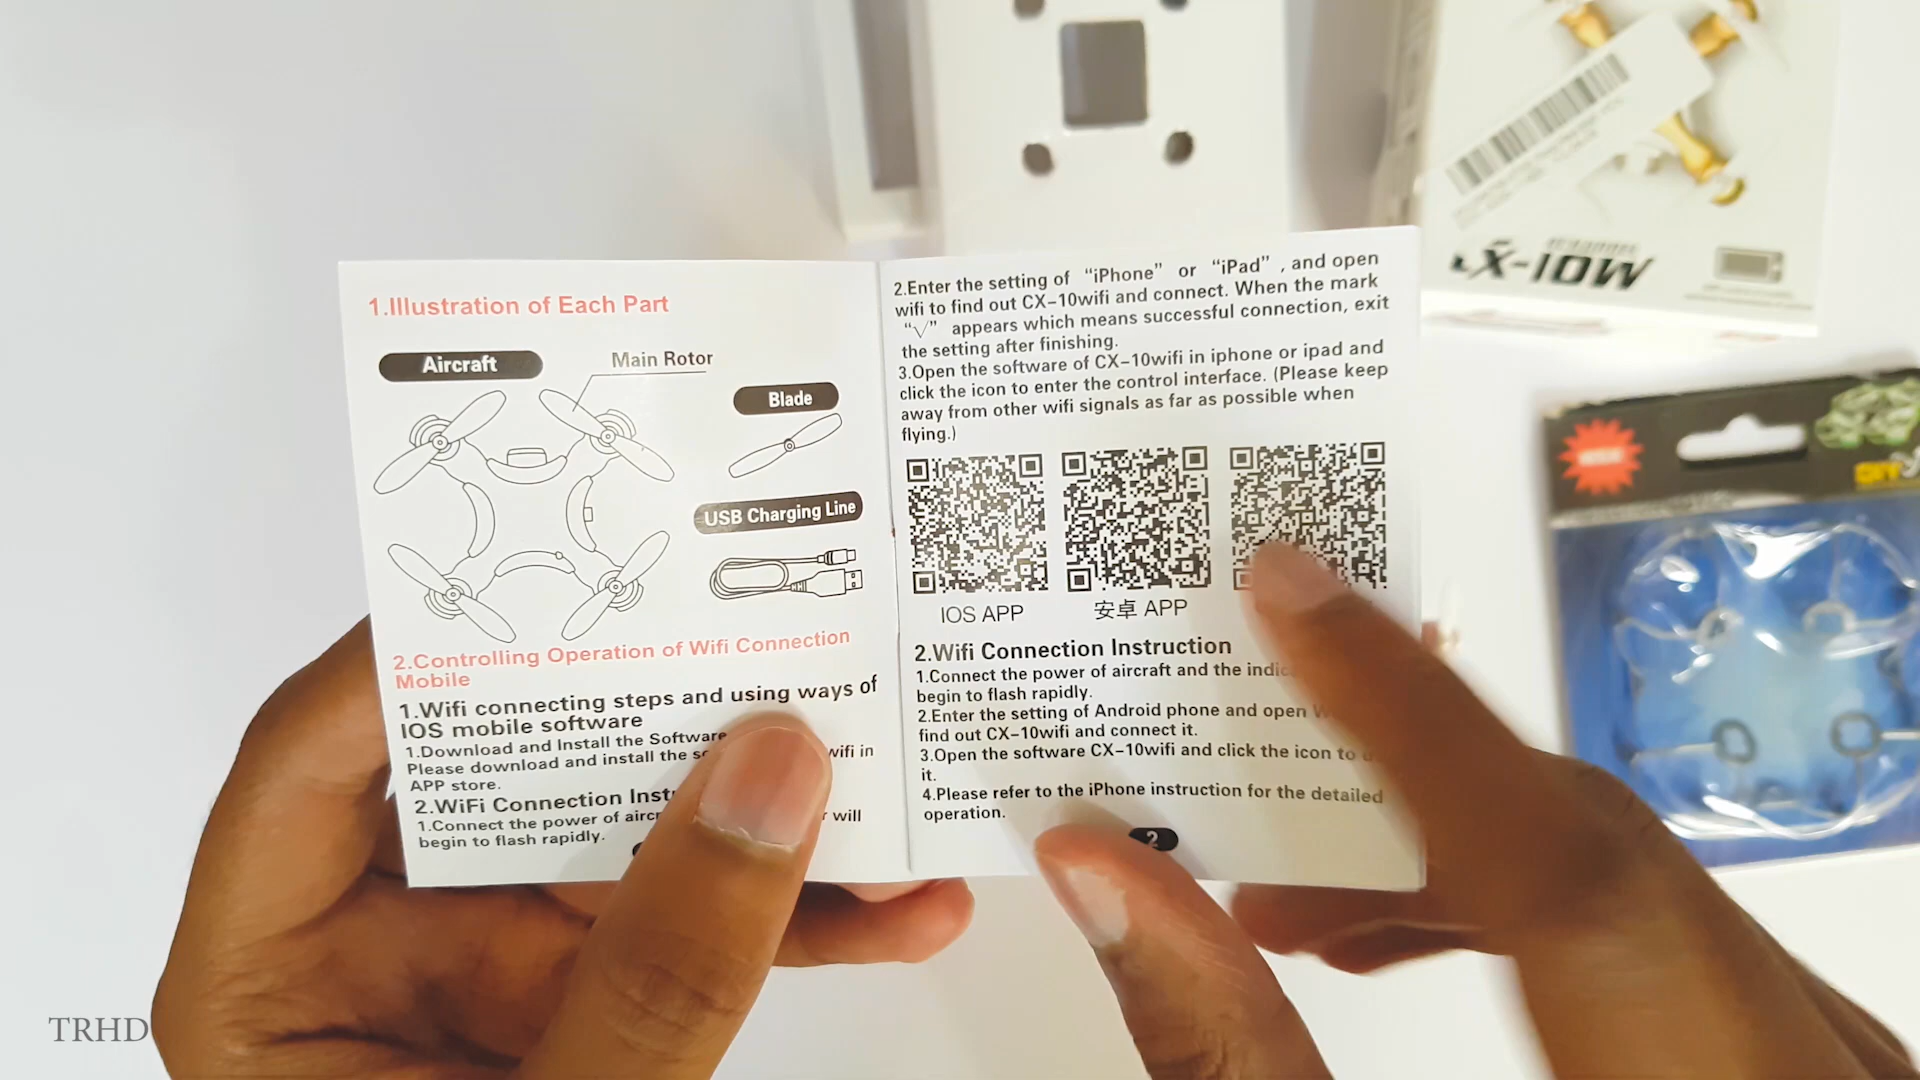 1.Illustration of Each Part
Aircraft
Main Rotor
Blade
USB Charging Line
2.Controlling Operation of Wifi Connection
Mobile
1.Wifi connecting steps and using ways of
IOS mobile software
1.Download and Install the Software
Please download and install the wifi in
APP store.
2.WiFi Connection
1.Connect the power of will
begin to flash rapidly.
2.Enter the setting of “iPhone” or “iPad” , and open
wifi to find out CX-10wifi and connect. When the mark
“√” appears which means successful connection, exit
the setting after finishing.
3.Open the software of CX-10wifi in iphone or ipad and
click the icon to enter the control interface. (Please keep
away from other wifi signals as far as possible when
flying.)
IOS APP
安卓 APP
2.Wifi Connection Instruction
1.Connect the power of aircraft and the
begin to flash rapidly.
2.Enter the setting of Android phone and open
find out CX-10wifi and connect it.
3.Open the software CX-10wifi and click the icon to
it.
4.Please refer to the iPhone instruction for the detailed
operation.
2
CX-10W
TRHD